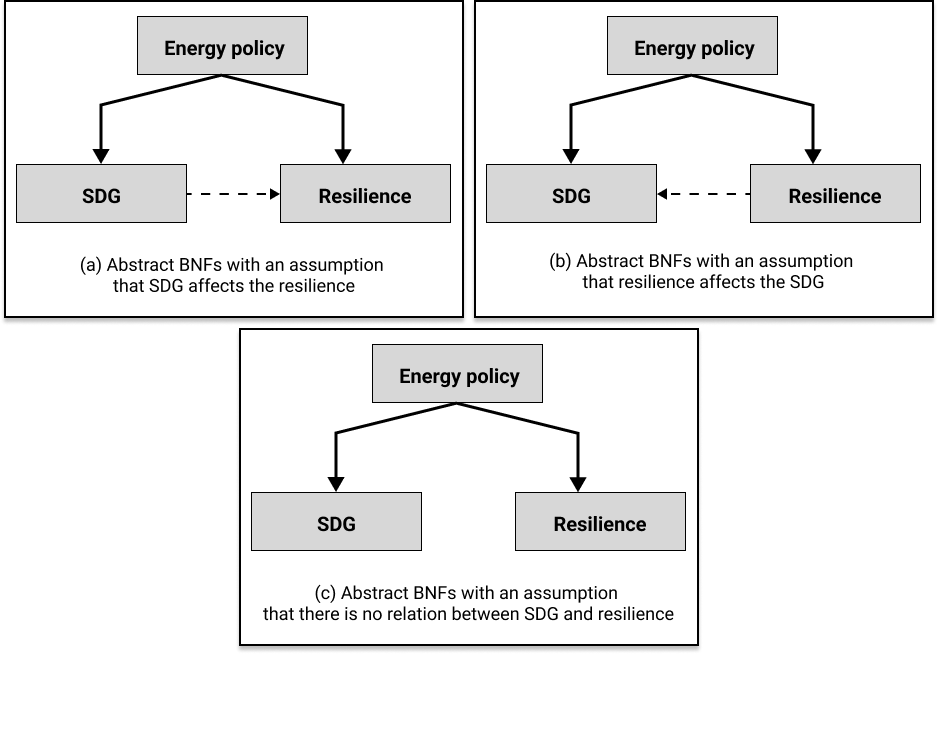 Energy policy
SDG
Resilience
(a) Abstract BNFs with an assumption
that SDG affects the resilience
Energy policy
SDG
Resilience
(b) Abstract BNFs with an assumption
that resilience affects the SDG
Energy policy
SDG
Resilience
(c) Abstract BNFs with an assumption
that there is no relation between SDG and resilience